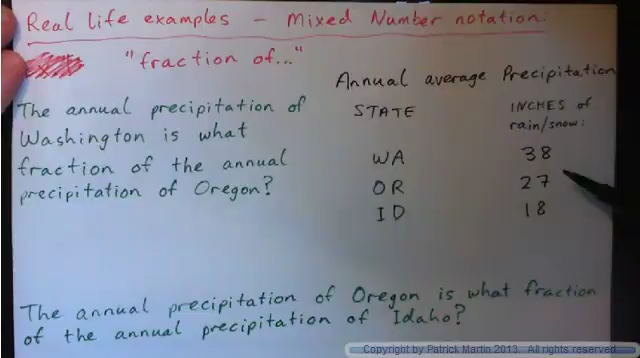 Real life examples - Mixed Number notation:
"fraction of..."
The annual precipitation of
Washington is what
fraction of the annual
precipitation of Oregon?
Annual average Precipitation
STATE INCHES of
rain/snow:
WA 38
OR 27
ID 18
The annual precipitation of Oregon is what fraction
of the annual precipitation of Idaho?
Copyright by Patrick Martin 2013. All rights reserved